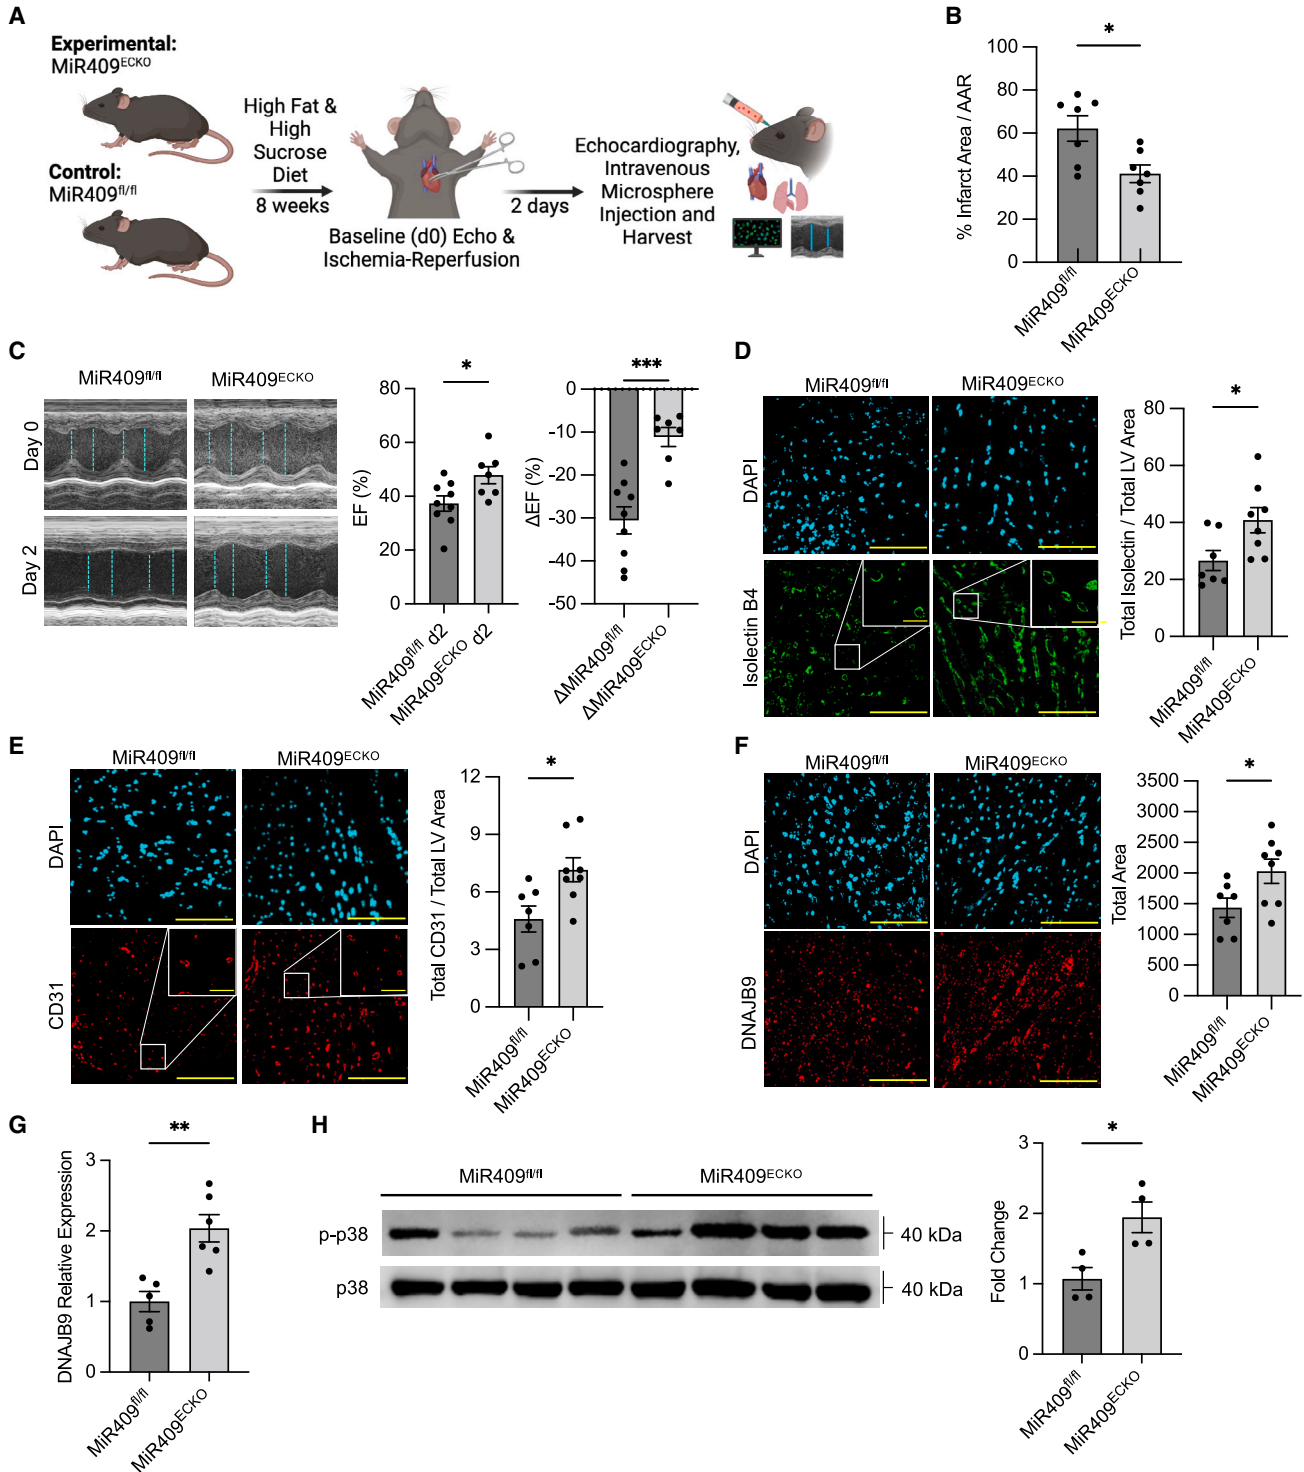 A
Experimental:
MiR409ECKO
Control:
MiR409fl/fl
High Fat &
High
Sucrose
Diet
8 weeks
Baseline (d0) Echo &
Ischemia-Reperfusion
2 days
Echocardiography,
Intravenous
Microsphere
Injection and
Harvest
B
*
% Infarct Area / AAR
100
80
60
40
20
0
MiR409fl/fl
MiR409ECKO
C
MiR409fl/fl
MiR409ECKO
Day 0
Day 2
*
EF (%)
80
60
40
20
0
MiR409fl/fl d2
MiR409ECKO d2
***
ΔEF (%)
0
-10
-20
-30
-40
-50
ΔMiR409fl/fl
ΔMiR409ECKO
D
MiR409fl/fl
MiR409ECKO
DAPI
Isolectin B4
*
Total Isolectin / Total LV Area
80
60
40
20
0
MiR409fl/fl
MiR409ECKO
E
MiR409fl/fl
MiR409ECKO
DAPI
CD31
*
Total CD31 / Total LV Area
12
9
6
3
0
MiR409fl/fl
MiR409ECKO
F
MiR409fl/fl
MiR409ECKO
DAPI
DNAJB9
*
Total Area
3500
3000
2500
2000
1500
1000
500
0
MiR409fl/fl
MiR409ECKO
G
**
DNAJB9 Relative Expression
3
2
1
0
MiR409fl/fl
MiR409ECKO
H
MiR409fl/fl
MiR409ECKO
p-p38
40 kDa
p38
40 kDa
*
Fold Change
3
2
1
0
MiR409fl/fl
MiR409ECKO